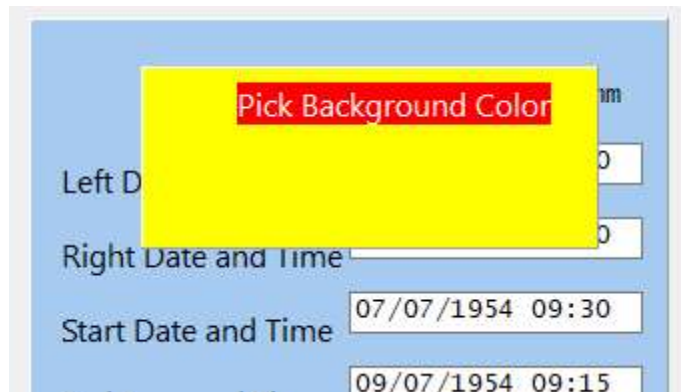 Pick Background Color
Left D
Right Date and Time
Start Date and Time 07/07/1954 09:30
09/07/1954 09:15